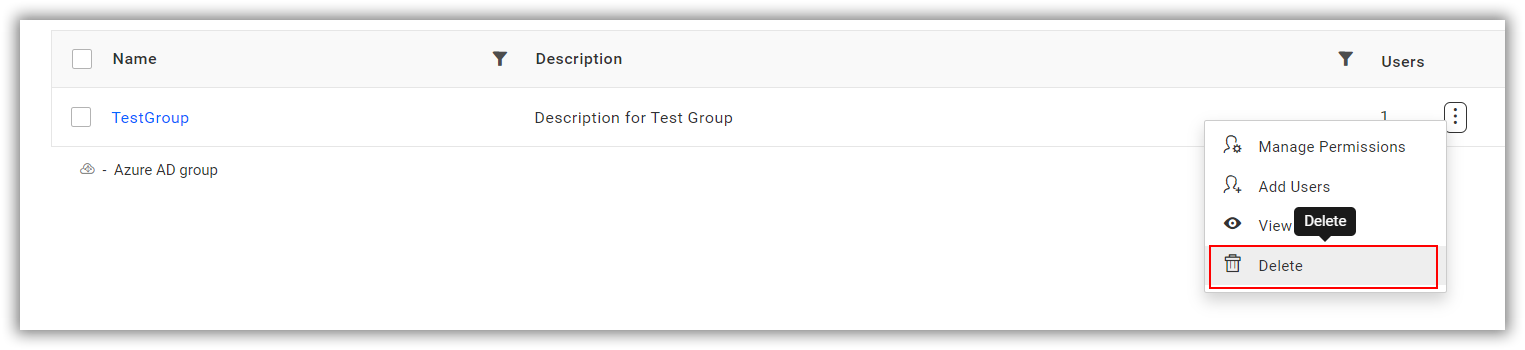 Name Description Users
TestGroup Description for Test Group 1
- Azure AD group
Manage Permissions
Add Users
View
Delete
Delete